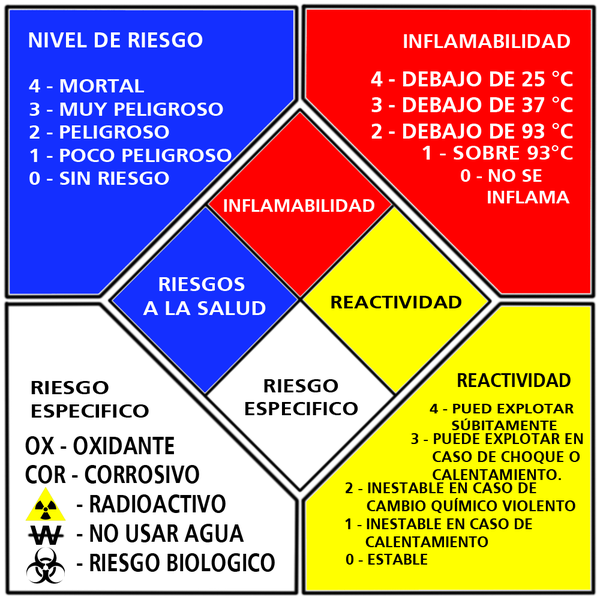 NIVEL DE RIESGO
4 - MORTAL
3 - MUY PELIGROSO
2 - PELIGROSO
1 - POCO PELIGROSO
0 - SIN RIESGO
INFLAMABILIDAD
4 - DEBAJO DE 25 °C
3 - DEBAJO DE 37 °C
2 - DEBAJO DE 93 °C
1 - SOBRE 93°C
0 - NO SE
INFLAMA
INFLAMABILIDAD
RIESGOS
A LA SALUD
REACTIVIDAD
RIESGO
ESPECIFICO
RIESGO
ESPECIFICO
OX - OXIDANTE
COR - CORROSIVO
- RADIOACTIVO
W - NO USAR AGUA
- RIESGO BIOLOGICO
REACTIVIDAD
4 - PUED EXPLOTAR
SÚBITAMENTE
3 - PUEDE EXPLOTAR EN
CASO DE CHOQUE O
CALENTAMIENTO.
2 - INESTABLE EN CASO DE
CAMBIO QUÍMICO VIOLENTO
1 - INESTABLE EN CASO DE
CALENTAMIENTO
0 - ESTABLE